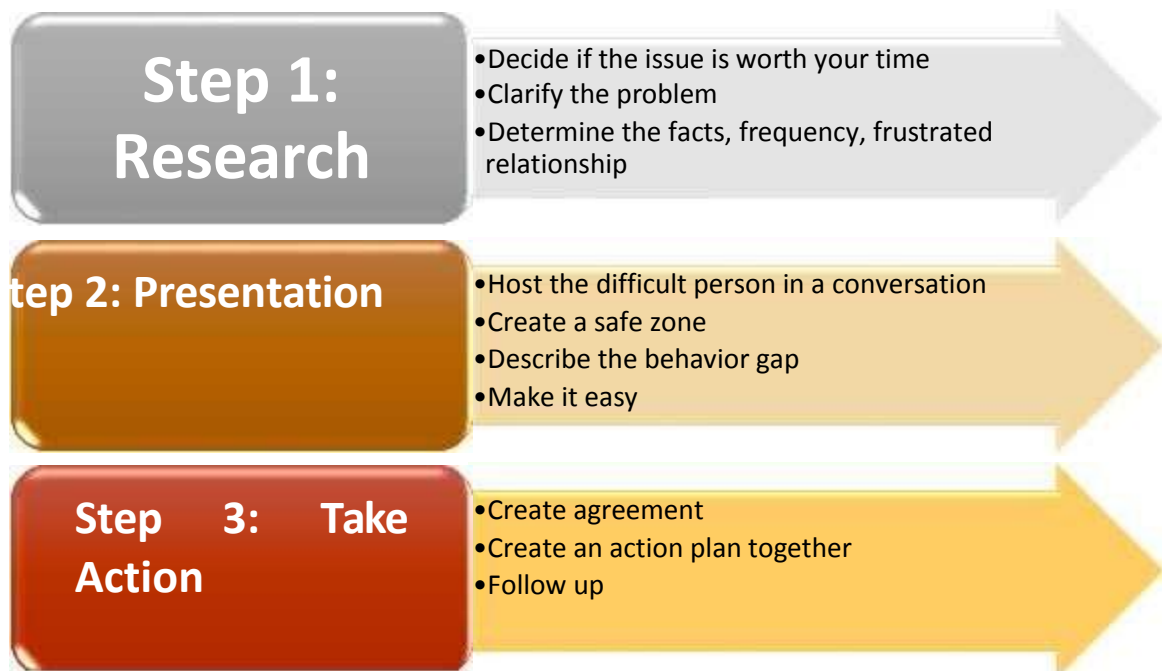 Step 1:
Research
•Decide if the issue is worth your time
•Clarify the problem
•Determine the facts, frequency, frustrated
relationship
tep 2: Presentation
•Host the difficult person in a conversation
•Create a safe zone
•Describe the behavior gap
•Make it easy
Step 3: Take
Action
•Create agreement
•Create an action plan together
•Follow up